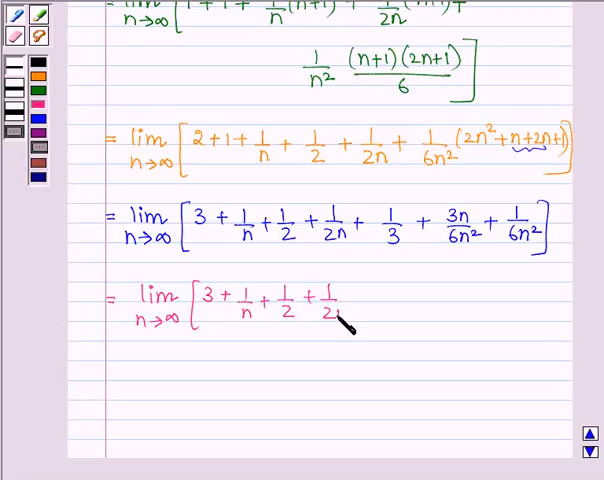 = lim n→∞ [1 + 1 + 1/n (n+1) + 1/2n (n+1) +
1/n² (n+1)(2n+1)/6 ]
= lim n→∞ [ 2 + 1 + 1/n + 1/2 + 1/2n + 1/6n² (2n² + n + 2n + 1) ]
= lim n→∞ [ 3 + 1/n + 1/2 + 1/2n + 1/3 + 3n/6n² + 1/6n² ]
= lim n→∞ [ 3 + 1/n + 1/2 + 1/2